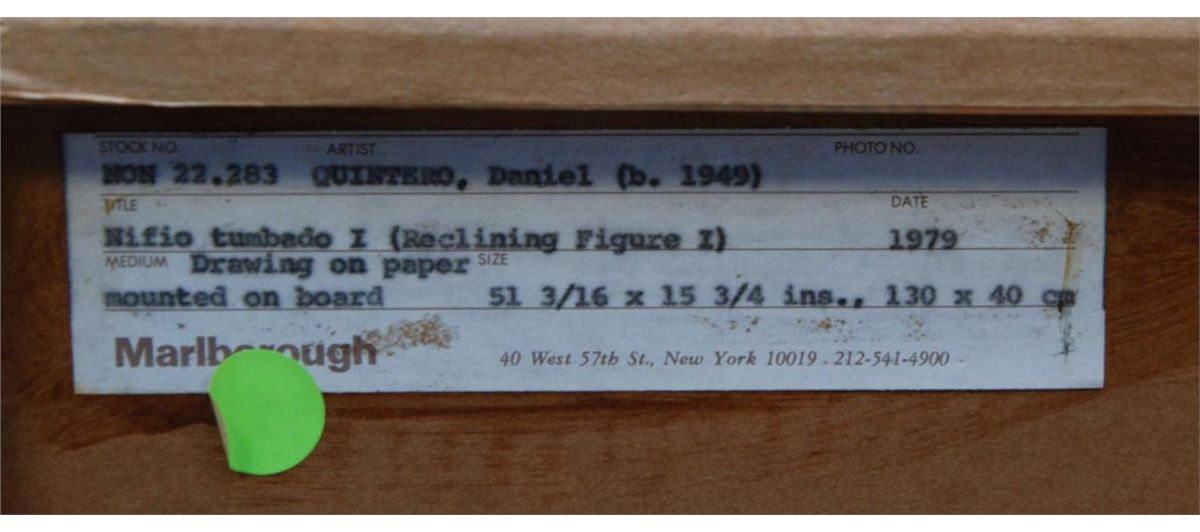 STOCK NO. ARTIST PHOTO NO.
NON 22.283 QUINTERO, Daniel (b. 1949)
TITLE DATE
Niño tumbado I (Reclining Figure I) 1979
MEDIUM Drawing on paper SIZE
mounted on board 51 3/16 x 15 3/4 ins., 130 x 40 cm
Marlborough 40 West 57th St., New York 10019 - 212-541-4900